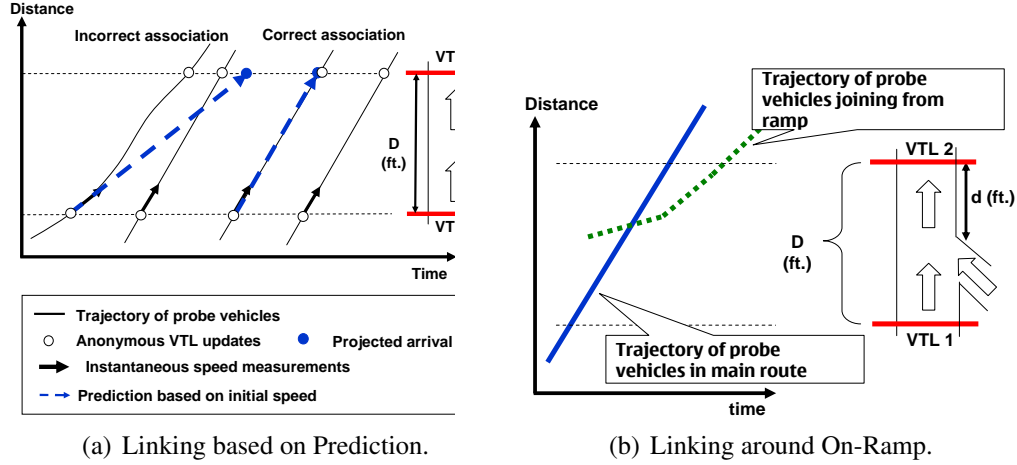 Distance
Incorrect association
Correct association
VT
D
(ft.)
VT
Time
Trajectory of probe vehicles
Anonymous VTL updates
Projected arrival
Instantaneous speed measurements
Prediction based on initial speed
(a) Linking based on Prediction.
Distance
Trajectory of probe
vehicles joining from
ramp
VTL 2
d (ft.)
D
(ft.)
VTL 1
Trajectory of probe
vehicles in main route
time
(b) Linking around On-Ramp.